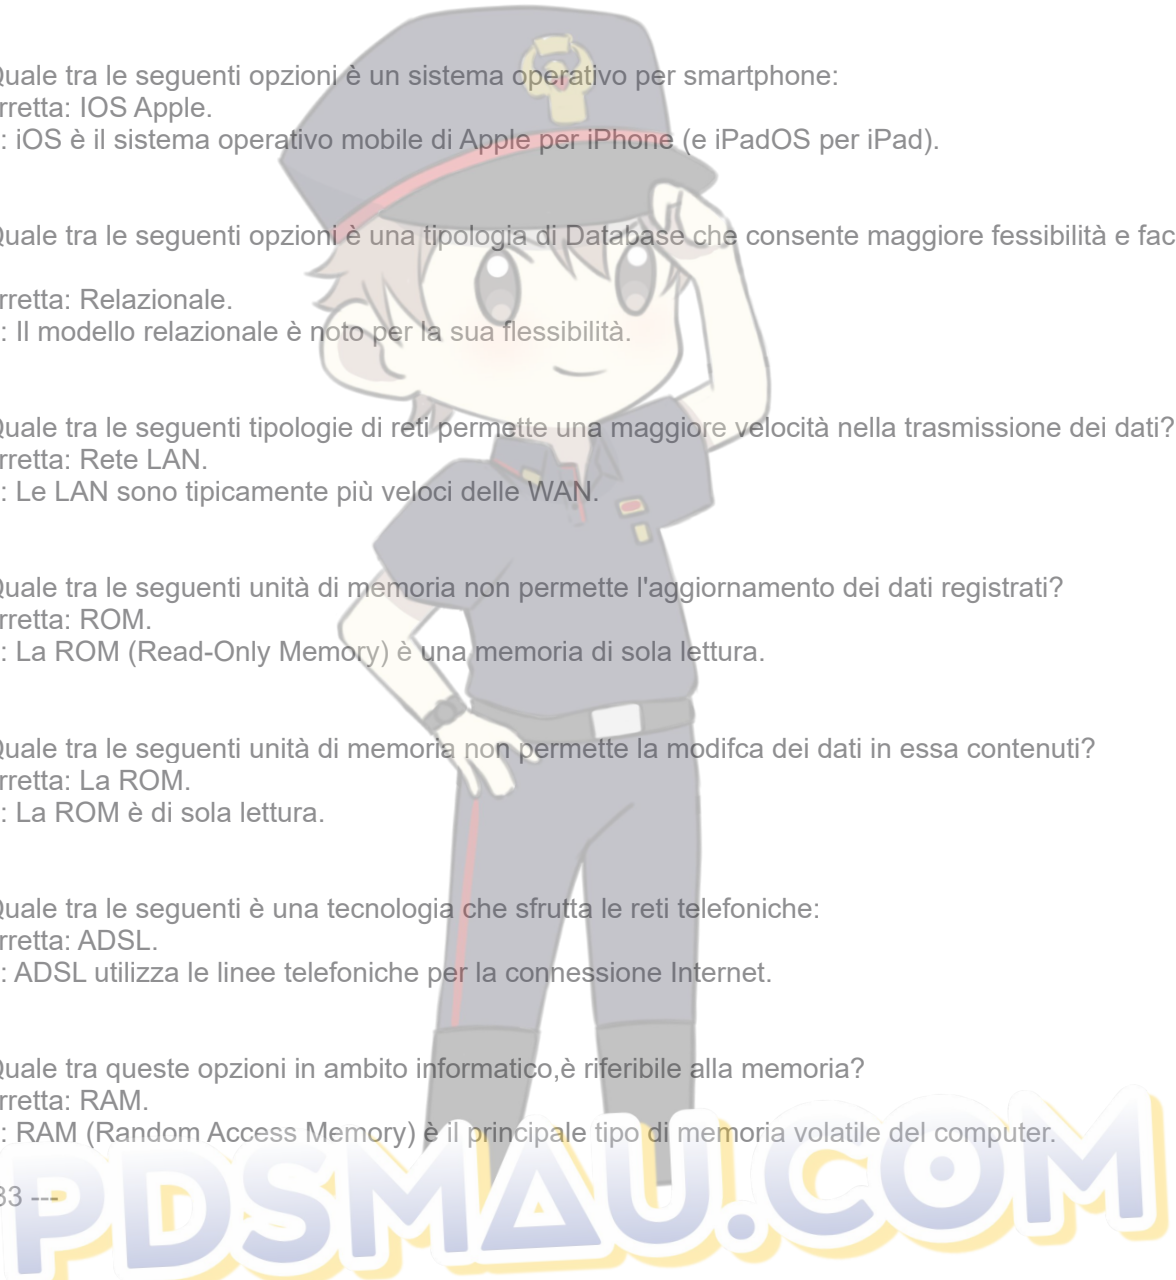 Quale tra le seguenti opzioni è un sistema operativo per smartphone:
rretta: IOS Apple.
: iOS è il sistema operativo mobile di Apple per iPhone (e iPadOS per iPad).
Quale tra le seguenti opzioni è una tipologia di Database che consente maggiore fessibilità e fac
rretta: Relazionale.
: Il modello relazionale è noto per la sua flessibilità.
Quale tra le seguenti tipologie di reti permette una maggiore velocità nella trasmissione dei dati?
rretta: Rete LAN.
: Le LAN sono tipicamente più veloci delle WAN.
Quale tra le seguenti unità di memoria non permette l'aggiornamento dei dati registrati?
rretta: ROM.
: La ROM (Read-Only Memory) è una memoria di sola lettura.
Quale tra le seguenti unità di memoria non permette la modifca dei dati in essa contenuti?
rretta: La ROM.
: La ROM è di sola lettura.
Quale tra le seguenti è una tecnologia che sfrutta le reti telefoniche:
rretta: ADSL.
: ADSL utilizza le linee telefoniche per la connessione Internet.
Quale tra queste opzioni in ambito informatico,è riferibile alla memoria?
rretta: RAM.
: RAM (Random Access Memory) è il principale tipo di memoria volatile del computer.
33 ---
PDSMAU.COM